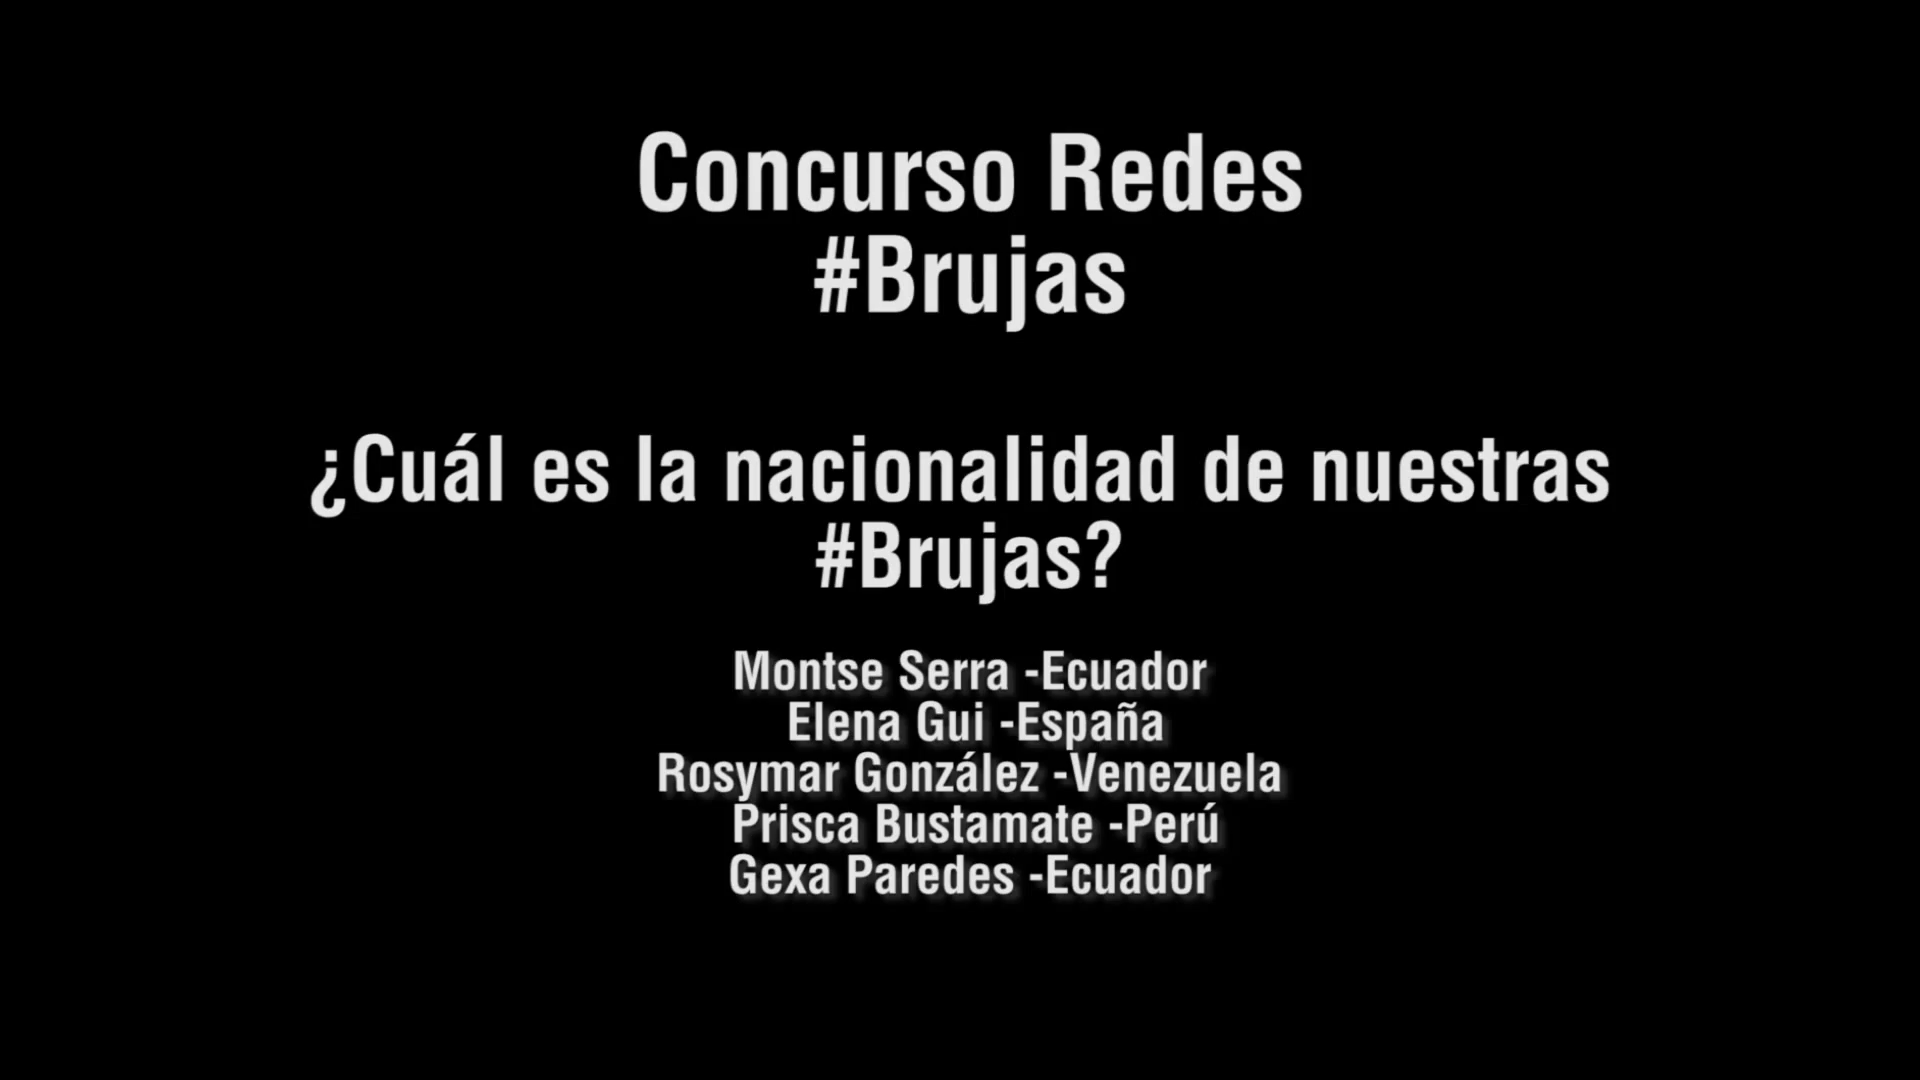 Concurso Redes
#Brujas
¿Cuál es la nacionalidad de nuestras
#Brujas?
Montse Serra -Ecuador
Elena Gui -España
Rosymar González -Venezuela
Prisca Bustamate -Perú
Gexa Paredes -Ecuador